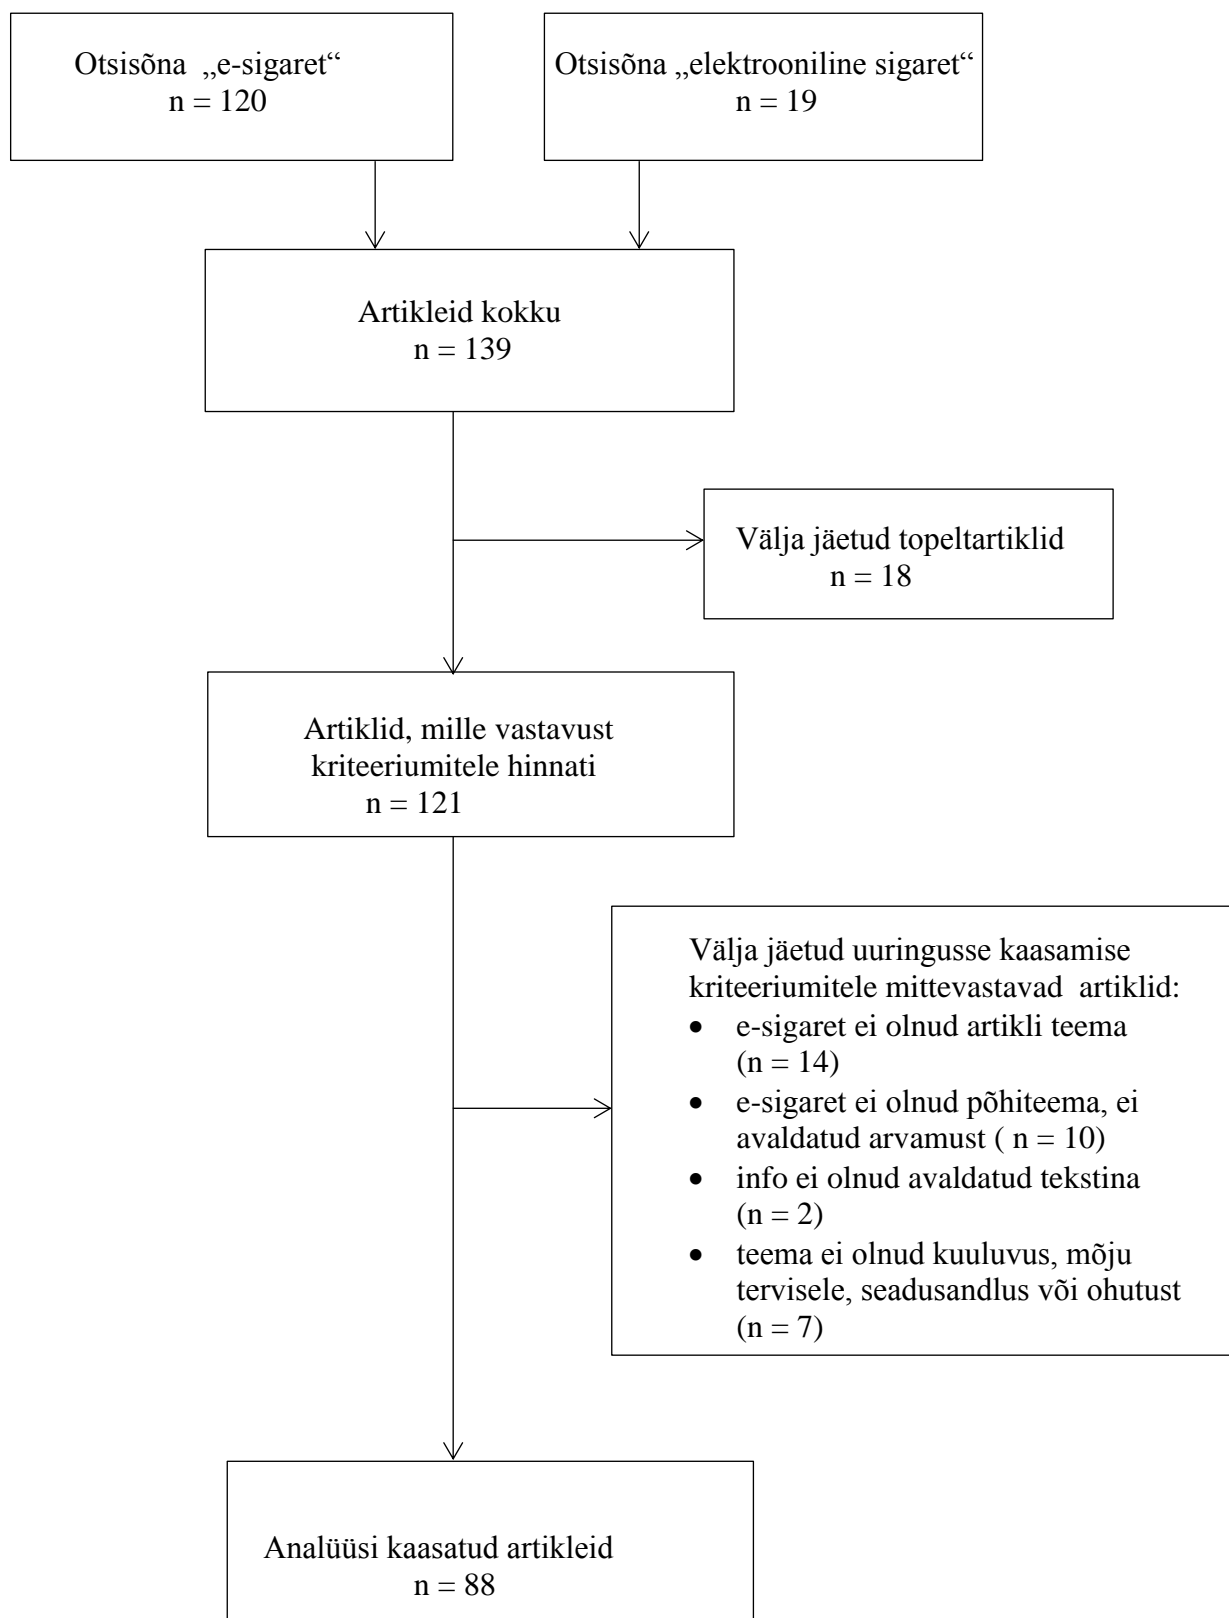 Otsisõna „e-sigaret“
n = 120
Otsisõna „elektrooniline sigaret“
n = 19
Artikleid kokku
n = 139
Välja jäetud topeltartiklid
n = 18
Artiklid, mille vastavust
kriteeriumitele hinnati
n = 121
Välja jäetud uuringusse kaasamise
kriteeriumitele mittevastavad artiklid:
• e-sigaret ei olnud artikli teema
(n = 14)
• e-sigaret ei olnud põhiteema, ei
avaldatud arvamust ( n = 10)
• info ei olnud avaldatud tekstina
(n = 2)
• teema ei olnud kuuluvus, mõju
tervisele, seadusandlus või ohutust
(n = 7)
Analüüsi kaasatud artikleid
n = 88